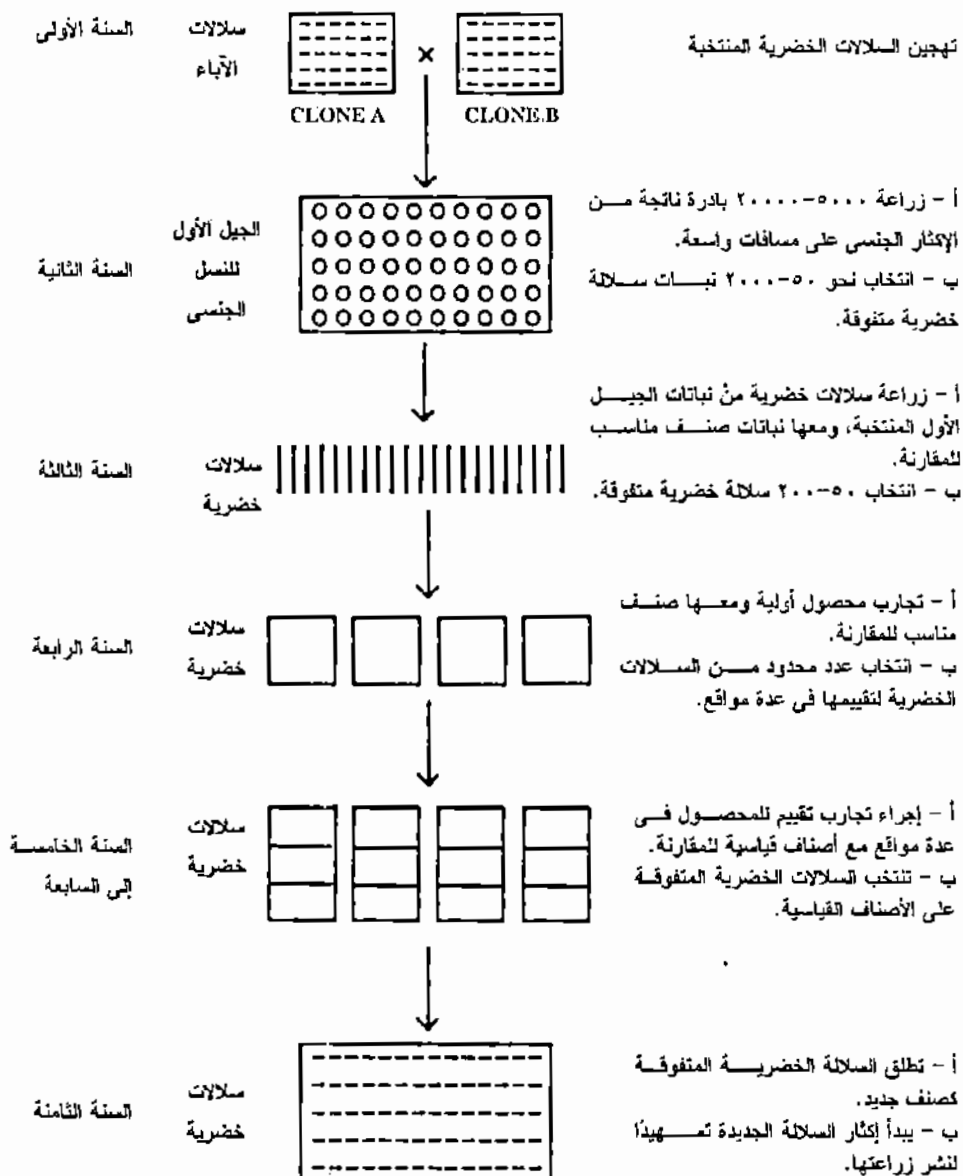 تهجين السلالات الخضرية المنتخبة
سلالات
الآباء
السنة الأولى
CLONE A
×
CLONE.B
أ - زراعة ٥٠٠٠-٢٠٠٠٠ بادرة ناتجة من
الإكثار الجنسى على مسافات واسعة.
ب - انتخاب نحو ٥٠-٢٠٠٠ نبات سلالة
خضرية متفوقة.
الجيل الأول
للنسل
الجنسى
السنة الثانية
أ - زراعة سلالات خضرية من نباتات الجيل
الأول المنتخبة، ومعها نباتات صنف مناسب
للمقارنة.
ب - انتخاب ٥٠-٢٠٠ سلالة خضرية متفوقة.
سلالات
خضرية
السنة الثالثة
أ - تجارب محصول أولية ومعها صنف
مناسب للمقارنة.
ب - انتخاب عدد محدود من السلالات
الخضرية لتقييمها فى عدة مواقع.
سلالات
خضرية
السنة الرابعة
أ - إجراء تجارب تقييم للمحصول فى
عدة مواقع مع أصناف قياسية للمقارنة.
ب - تنتخب السلالات الخضرية المتفوقة
على الأصناف القياسية.
سلالات
خضرية
السنة الخامسة
إلى السابعة
أ - تطلق السلالة الخضرية المتفوقة
كصنف جديد.
ب - يبدأ إكثار السلالة الجديدة تمهيدًا
لنشر زراعتها.
سلالات
خضرية
السنة الثامنة